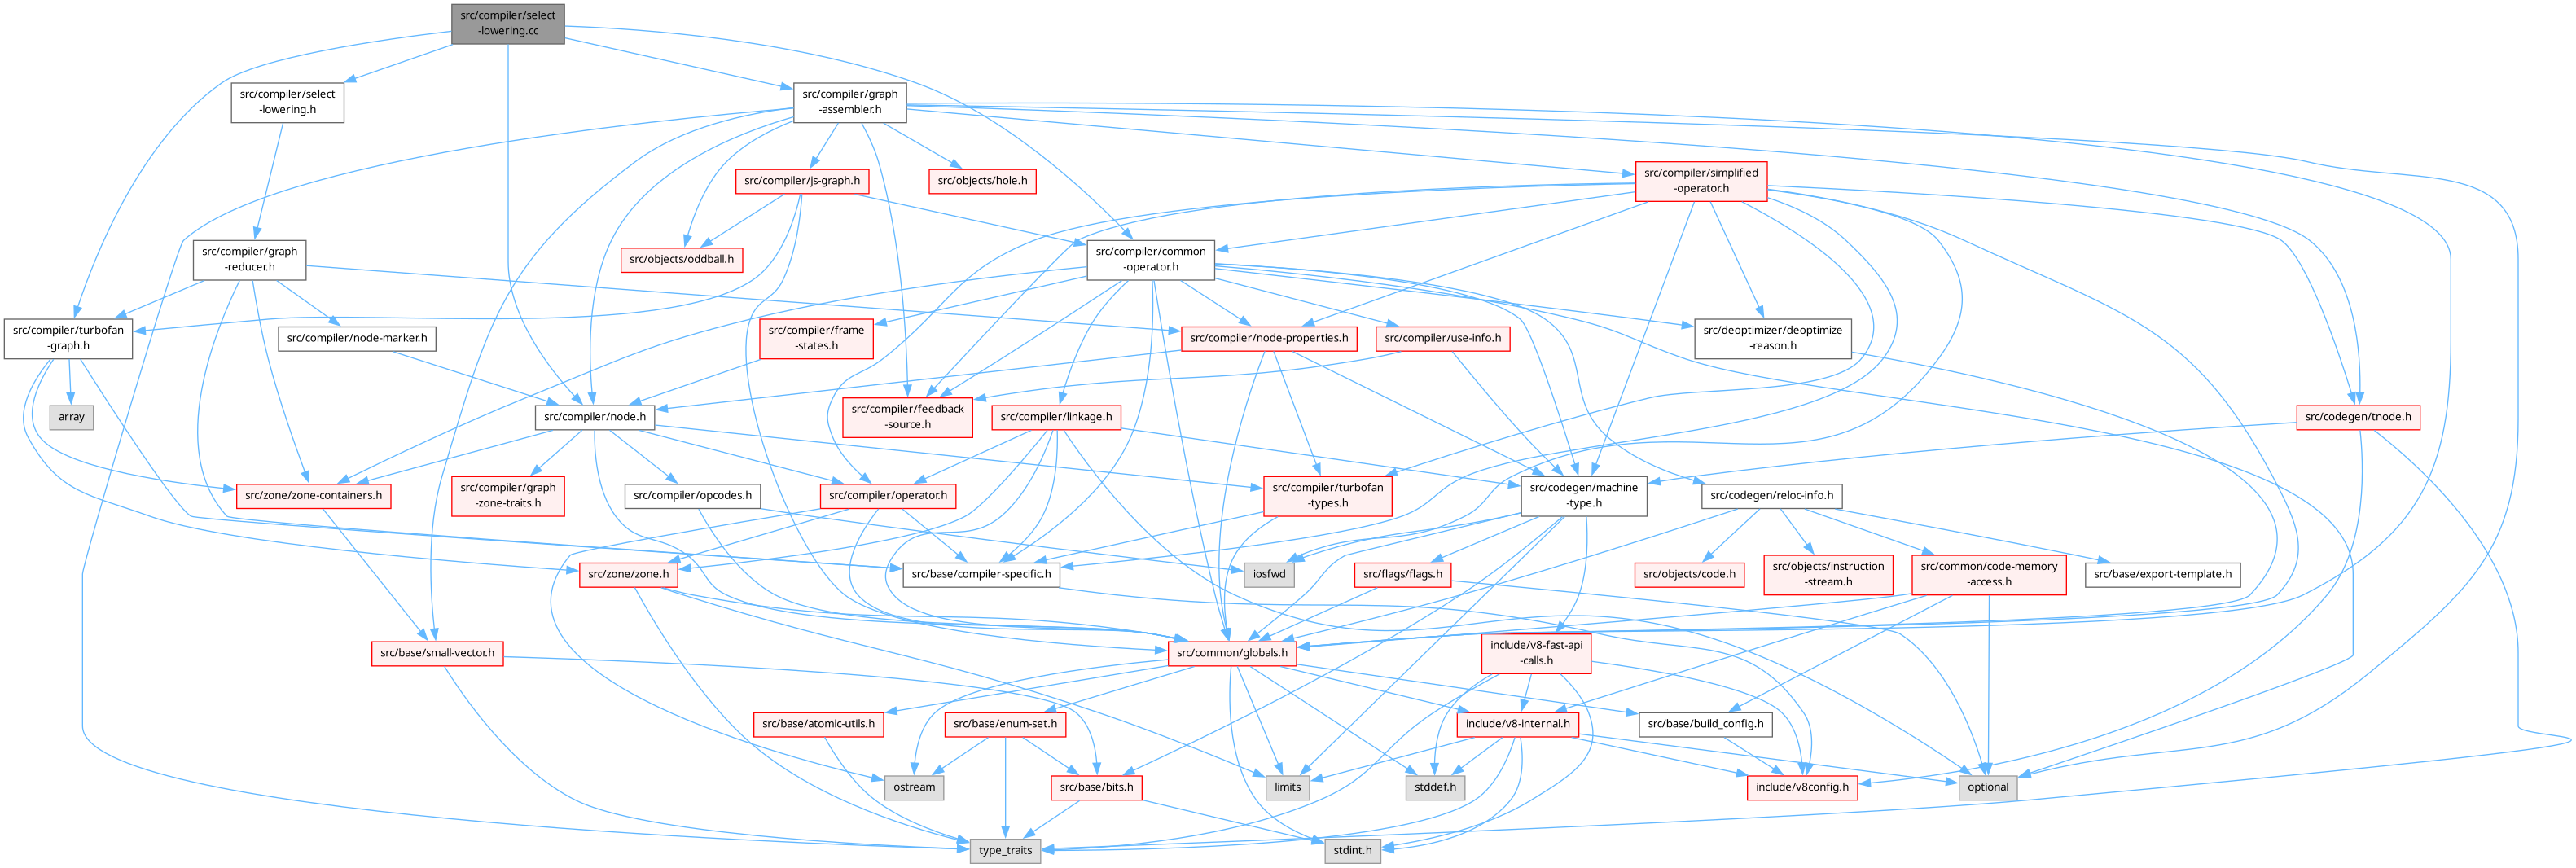 src/compiler/select
-lowering.cc
src/compiler/select
-lowering.h
src/compiler/graph
-assembler.h
src/compiler/js-graph.h
src/objects/hole.h
src/compiler/simplified
-operator.h
src/compiler/graph
-reducer.h
src/objects/oddball.h
src/compiler/common
-operator.h
src/compiler/turbofan
-graph.h
src/compiler/node-marker.h
src/compiler/frame
-states.h
src/compiler/node-properties.h
src/compiler/use-info.h
src/deoptimizer/deoptimize
-reason.h
array
src/compiler/node.h
src/compiler/feedback
-source.h
src/compiler/linkage.h
src/codegen/tnode.h
src/zone/zone-containers.h
src/compiler/graph
-zone-traits.h
src/compiler/opcodes.h
src/compiler/operator.h
src/compiler/turbofan
-types.h
src/codegen/machine
-type.h
src/codegen/reloc-info.h
src/zone/zone.h
src/base/compiler-specific.h
iosfwd
src/flags/flags.h
src/objects/code.h
src/objects/instruction
-stream.h
src/common/code-memory
-access.h
src/base/export-template.h
src/base/small-vector.h
src/common/globals.h
include/v8-fast-api
-calls.h
src/base/atomic-utils.h
src/base/enum-set.h
include/v8-internal.h
src/base/build_config.h
ostream
src/base/bits.h
limits
stddef.h
include/v8config.h
optional
type_traits
stdint.h